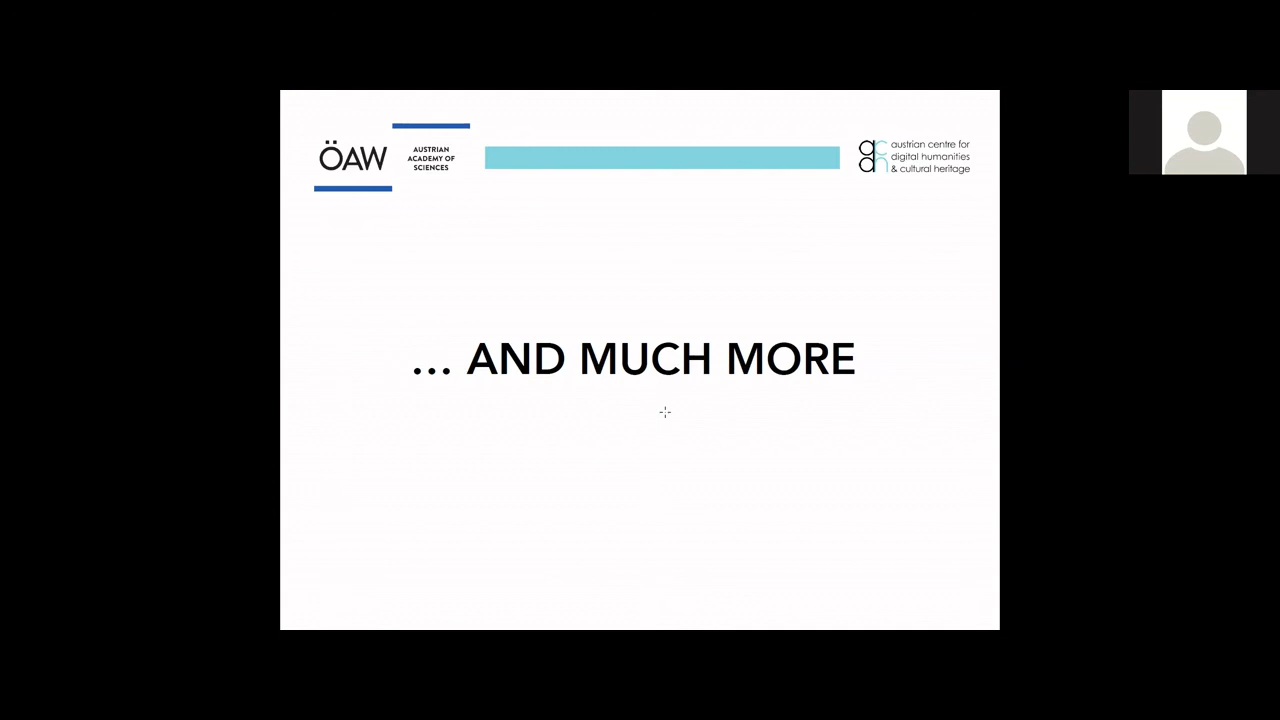 ÖAW
AUSTRIAN
ACADEMY OF
SCIENCES
austrian centre for
digital humanities
& cultural heritage
... AND MUCH MORE